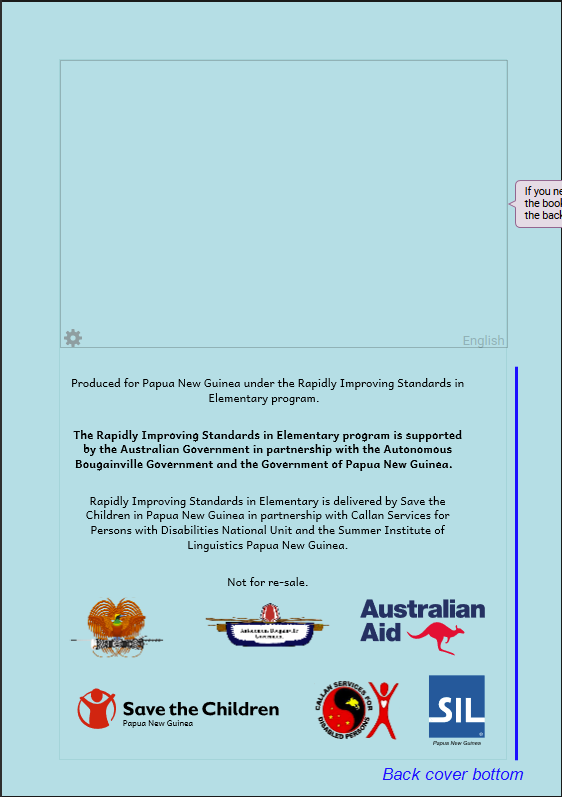 If you ne
the book
the back
English
Produced for Papua New Guinea under the Rapidly Improving Standards in
Elementary program.
The Rapidly Improving Standards in Elementary program is supported
by the Australian Government in partnership with the Autonomous
Bougainville Government and the Government of Papua New Guinea.
Rapidly Improving Standards in Elementary is delivered by Save the
Children in Papua New Guinea in partnership with Callan Services for
Persons with Disabilities National Unit and the Summer Institute of
Linguistics Papua New Guinea.
Not for re-sale.
Autonomous Bougainville
Government
Australian
Aid
Save the Children
Papua New Guinea
CALLAN SERVICES FOR
DISABLED PERSONS
SIL
Papua New Guinea
Back cover bottom